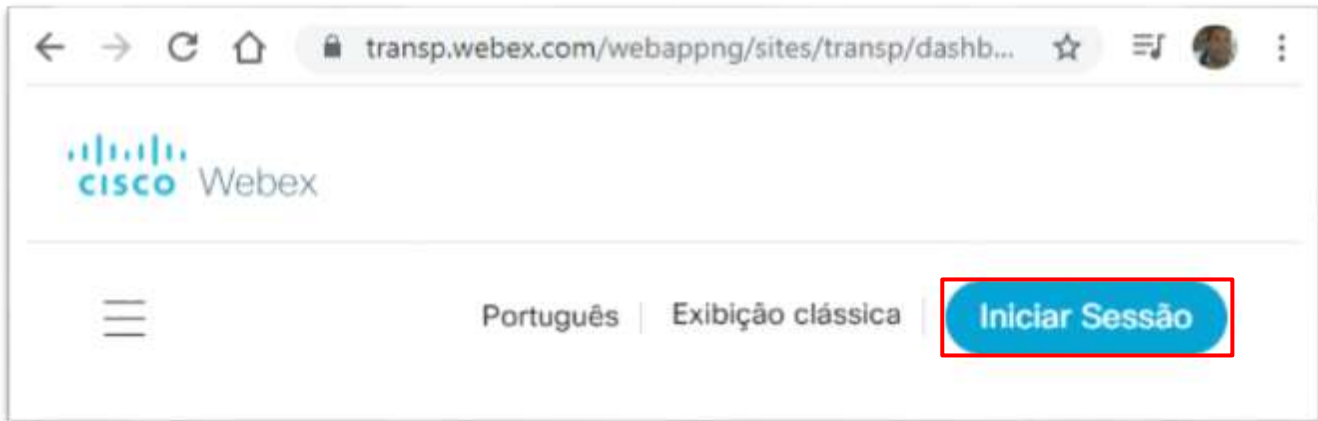 transp.webex.com/webappng/sites/transp/dashb...
cisco Webex
Português
Exibição clássica
Iniciar Sessão